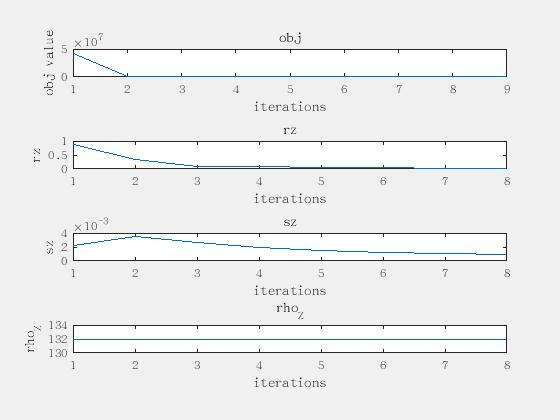 obj
×10^7
obj value
5
0
1 2 3 4 5 6 7 8 9
iterations
rz
rz
1
0.5
0
1 2 3 4 5 6 7 8
iterations
sz
×10^-3
sz
4
2
0
1 2 3 4 5 6 7 8
iterations
rho_z
rho_z
134
132
130
1 2 3 4 5 6 7 8
iterations